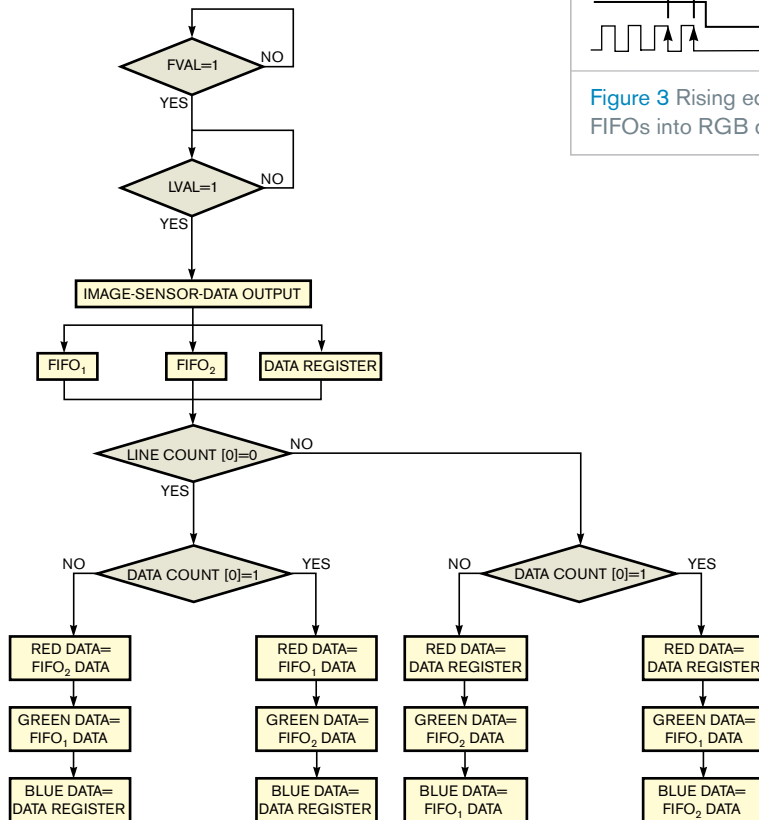 FVAL=1
NO
YES
LVAL=1
NO
YES
IMAGE-SENSOR-DATA OUTPUT
FIFO₁
FIFO₂
DATA REGISTER
LINE COUNT [0]=0
NO
YES
DATA COUNT [0]=1
NO
YES
DATA COUNT [0]=1
NO
YES
RED DATA=
FIFO₂ DATA
GREEN DATA=
FIFO₁ DATA
BLUE DATA=
DATA REGISTER
RED DATA=
FIFO₁ DATA
GREEN DATA=
FIFO₂ DATA
BLUE DATA=
DATA REGISTER
RED DATA=
DATA REGISTER
GREEN DATA=
FIFO₂ DATA
BLUE DATA=
FIFO₁ DATA
RED DATA=
DATA REGISTER
GREEN DATA=
FIFO₁ DATA
BLUE DATA=
FIFO₂ DATA
Figure 3 Rising
FIFOs into RGB